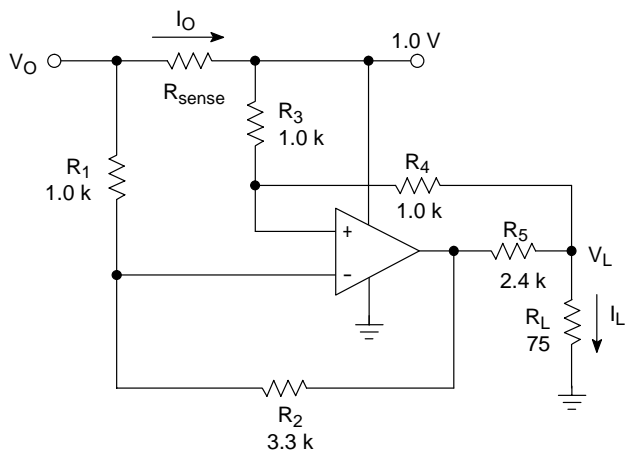 I_O
1.0 V
V_O
R_sense
R_3
1.0 k
R_1
1.0 k
R_4
1.0 k
+
-
R_5
2.4 k
V_L
R_L
75
I_L
R_2
3.3 k